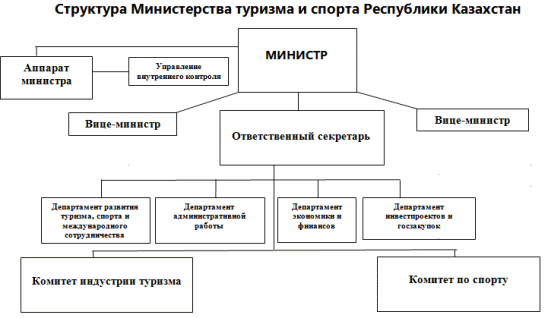 Структура Министерства туризма и спорта Республики Казахстан
МИНИСТР
Аппарат
министра
Управление
внутреннего контроля
Вице-министр
Ответственный секретарь
Вице-министр
Департамент развития
туризма, спорта и
международного
сотрудничества
Департамент
административной
работы
Департамент
экономики и
финансов
Департамент
инвестпроектов и
госзакупок
Комитет индустрии туризма
Комитет по спорту